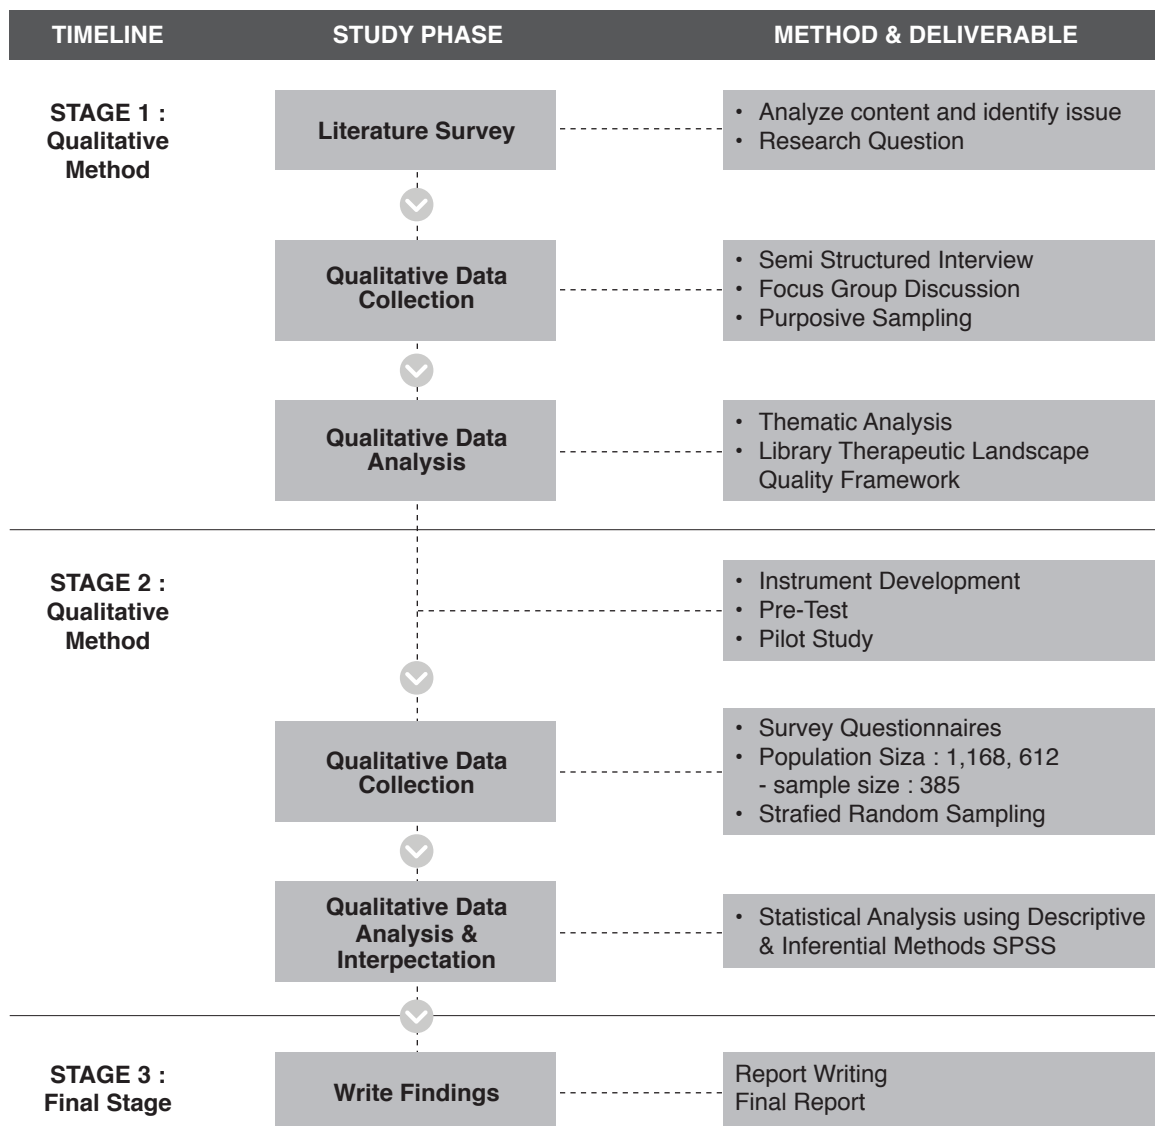 TIMELINE STUDY PHASE METHOD & DELIVERABLE
STAGE 1 :
Qualitative
Method
Literature Survey
• Analyze content and identify issue
• Research Question
Qualitative Data
Collection
• Semi Structured Interview
• Focus Group Discussion
• Purposive Sampling
Qualitative Data
Analysis
• Thematic Analysis
• Library Therapeutic Landscape
Quality Framework
STAGE 2 :
Qualitative
Method
• Instrument Development
• Pre-Test
• Pilot Study
Qualitative Data
Collection
• Survey Questionnaires
• Population Siza : 1,168, 612
- sample size : 385
• Strafied Random Sampling
Qualitative Data
Analysis &
Interpectation
• Statistical Analysis using Descriptive
& Inferential Methods SPSS
STAGE 3 :
Final Stage
Write Findings
Report Writing
Final Report